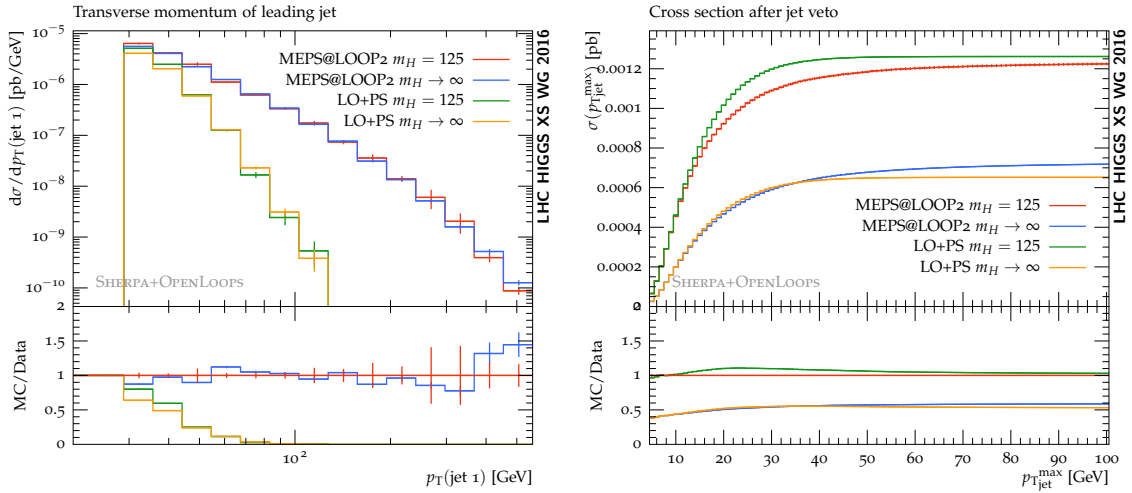 Transverse momentum of leading jet
MEPS@LOOP2 m_H = 125
MEPS@LOOP2 m_H → ∞
LO+PS m_H = 125
LO+PS m_H → ∞
Sherpa+OpenLoops
LHC HIGGS XS WG 2016
dσ/dp_T(jet 1) [pb/GeV]
10^−5
10^−6
10^−7
10^−8
10^−9
10^−10
2
1.5
1
0.5
0
MC/Data
10^2
p_T(jet 1) [GeV]
Cross section after jet veto
σ(p_Tjet^max) [pb]
0.0012
0.001
0.0008
0.0006
0.0004
0.0002
MEPS@LOOP2 m_H = 125
MEPS@LOOP2 m_H → ∞
LO+PS m_H = 125
LO+PS m_H → ∞
Sherpa+OpenLoops
LHC HIGGS XS WG 2016
1.5
1
0.5
0
MC/Data
10 20 30 40 50 60 70 80 90 100
p_Tjet^max [GeV]